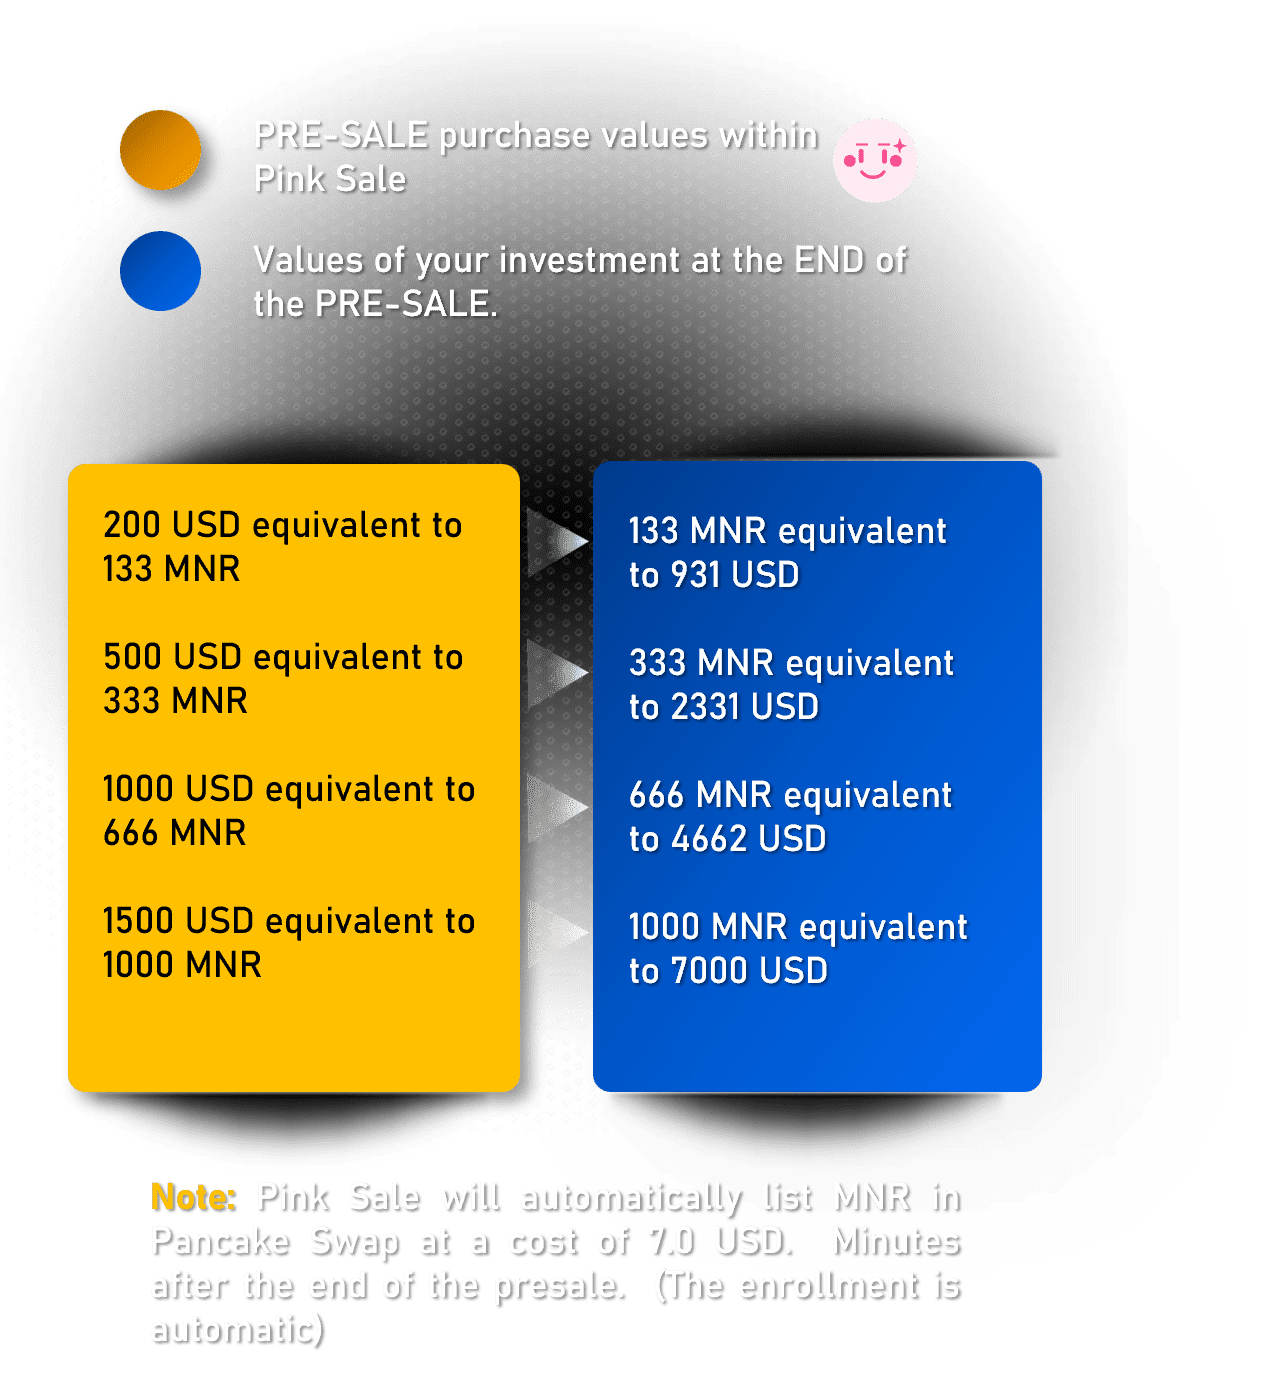 PRE-SALE purchase values within
Pink Sale
Values of your investment at the END of
the PRE-SALE.
200 USD equivalent to
133 MNR
500 USD equivalent to
333 MNR
1000 USD equivalent to
666 MNR
1500 USD equivalent to
1000 MNR
133 MNR equivalent
to 931 USD
333 MNR equivalent
to 2331 USD
666 MNR equivalent
to 4662 USD
1000 MNR equivalent
to 7000 USD
Note: Pink Sale will automatically list MNR in
Pancake Swap at a cost of 7.0 USD. Minutes
after the end of the presale. (The enrollment is
automatic)